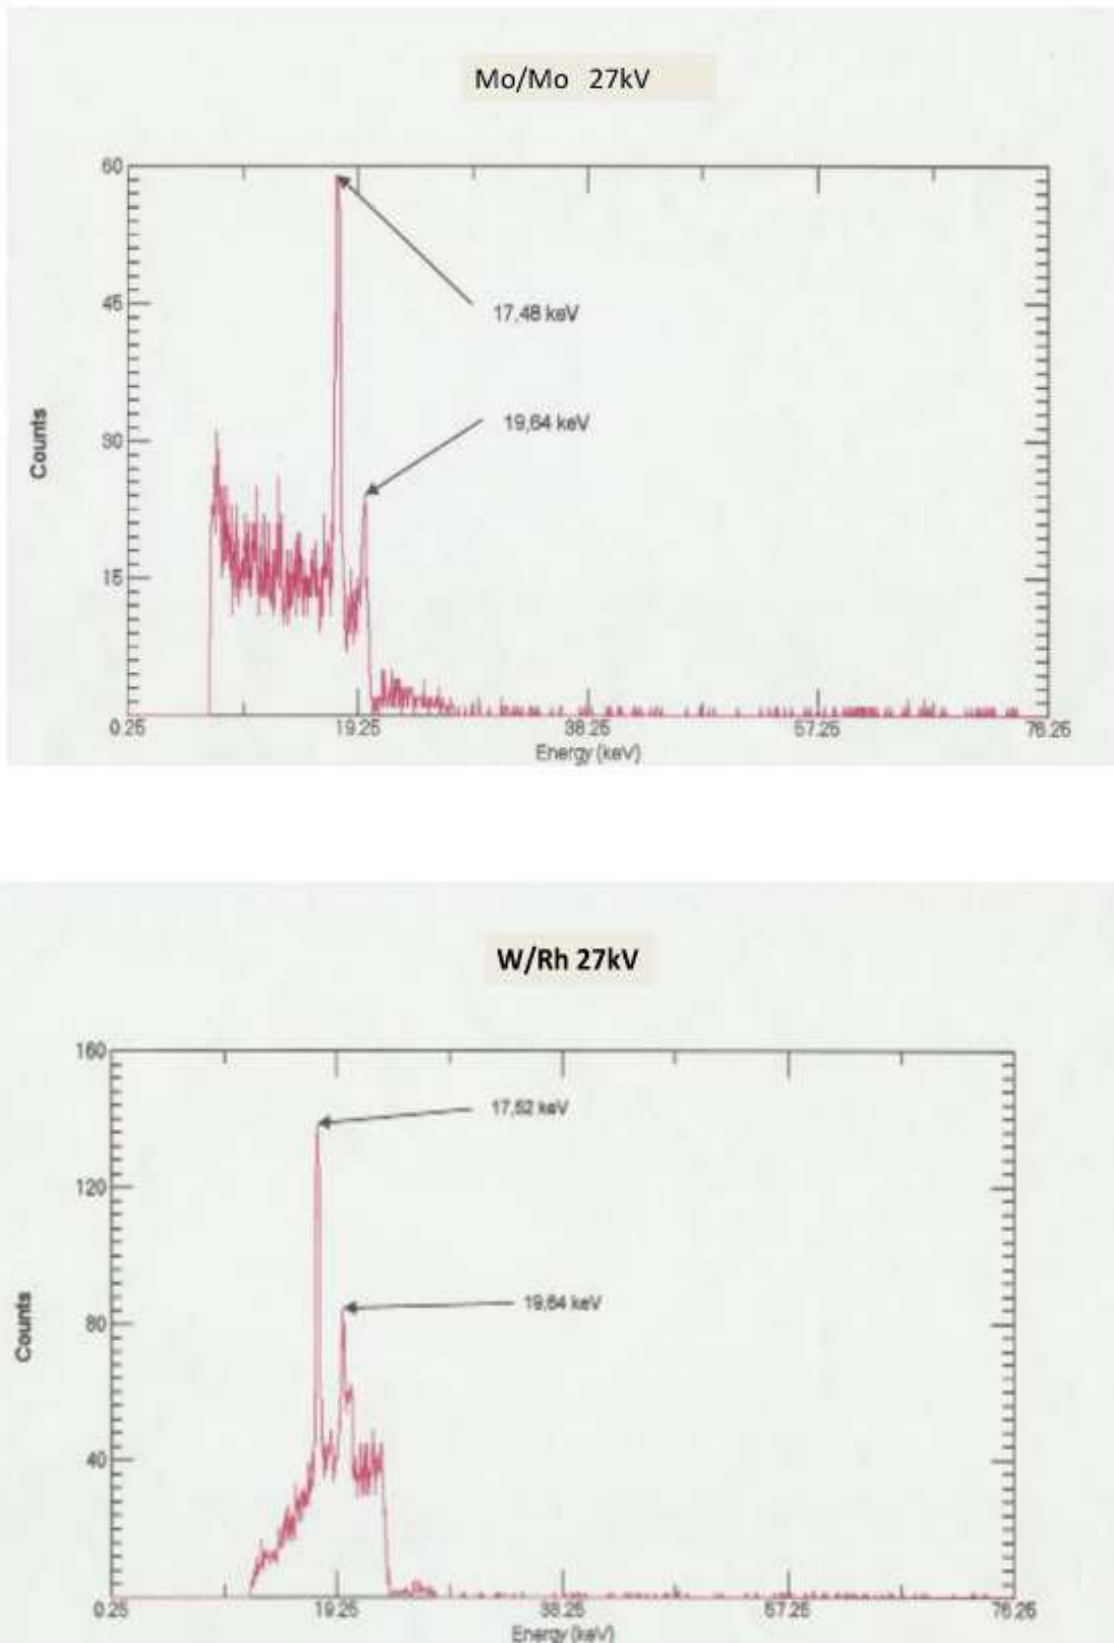 Mo/Mo 27kV
60
17,48 keV
45
19,64 keV
30
Counts
15
0.25 19.25 38.25 57.25 76.25
Energy (keV)
W/Rh 27kV
160
17,52 keV
120
19,64 keV
80
Counts
40
0.25 19.25 38.25 57.25 76.25
Energy (keV)